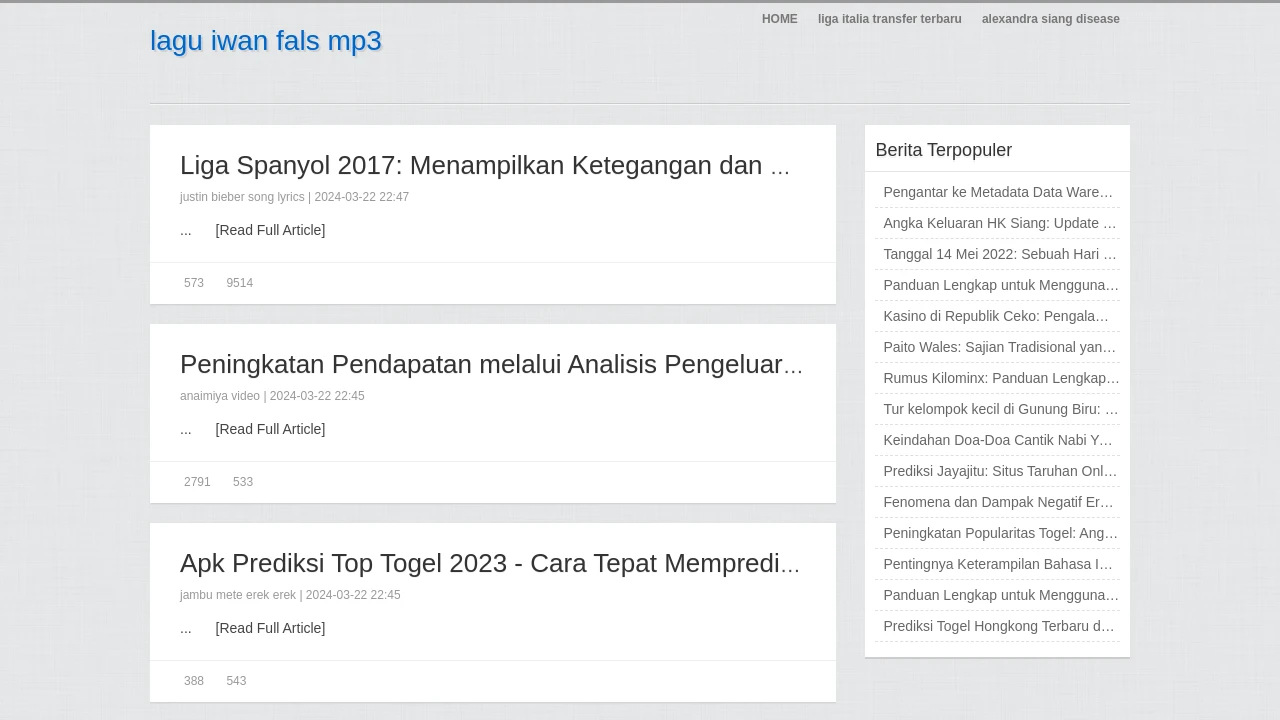 HOME liga italia transfer terbaru alexandra siang disease
lagu iwan fals mp3
Liga Spanyol 2017: Menampilkan Ketegangan dan ...
justin bieber song lyrics | 2024-03-22 22:47
... [Read Full Article]
573 9514
Peningkatan Pendapatan melalui Analisis Pengeluar...
anaimiya video | 2024-03-22 22:45
... [Read Full Article]
2791 533
Apk Prediksi Top Togel 2023 - Cara Tepat Mempredi...
jambu mete erek erek | 2024-03-22 22:45
... [Read Full Article]
388 543
Berita Terpopuler
Pengantar ke Metadata Data Ware...
Angka Keluaran HK Siang: Update ...
Tanggal 14 Mei 2022: Sebuah Hari ...
Panduan Lengkap untuk Mengguna...
Kasino di Republik Ceko: Pengala...
Paito Wales: Sajian Tradisional yan...
Rumus Kilominx: Panduan Lengkap...
Tur kelompok kecil di Gunung Biru: ...
Keindahan Doa-Doa Cantik Nabi Y...
Prediksi Jayajitu: Situs Taruhan Onl...
Fenomena dan Dampak Negatif Er...
Peningkatan Popularitas Togel: Ang...
Pentingnya Keterampilan Bahasa I...
Panduan Lengkap untuk Mengguna...
Prediksi Togel Hongkong Terbaru d...